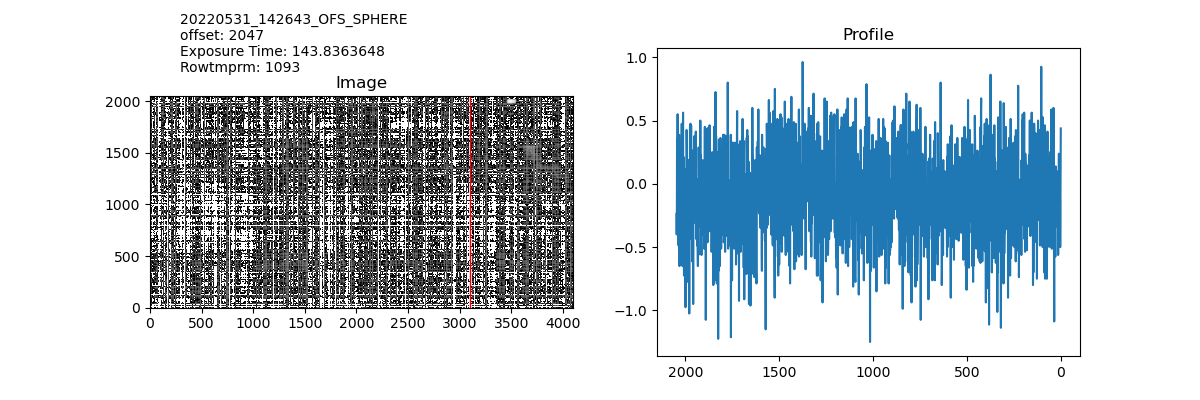 20220531_142643_OFS_SPHERE
offset: 2047
Exposure Time: 143.8363648
Rowtmprm: 1093
Image
2000
1500
1000
500
0
0 500 1000 1500 2000 2500 3000 3500 4000
Profile
1.0
0.5
0.0
−0.5
−1.0
2000 1500 1000 500 0